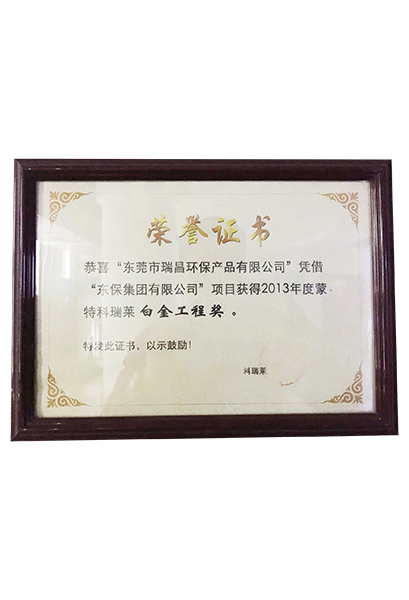 荣誉证书
恭喜“东莞市瑞昌环保产品有限公司”凭借
“东保集团有限公司”项目获得2013年度蒙
特科瑞莱 白金工程奖 。
特发此证书，以示鼓励！
科瑞莱